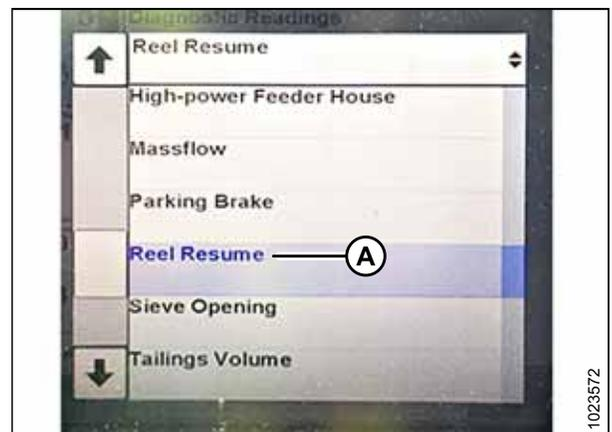 Diagnostic Readings
Reel Resume
High-power Feeder House
Massflow
Parking Brake
Reel Resume
A
Sieve Opening
Tailings Volume
1023572